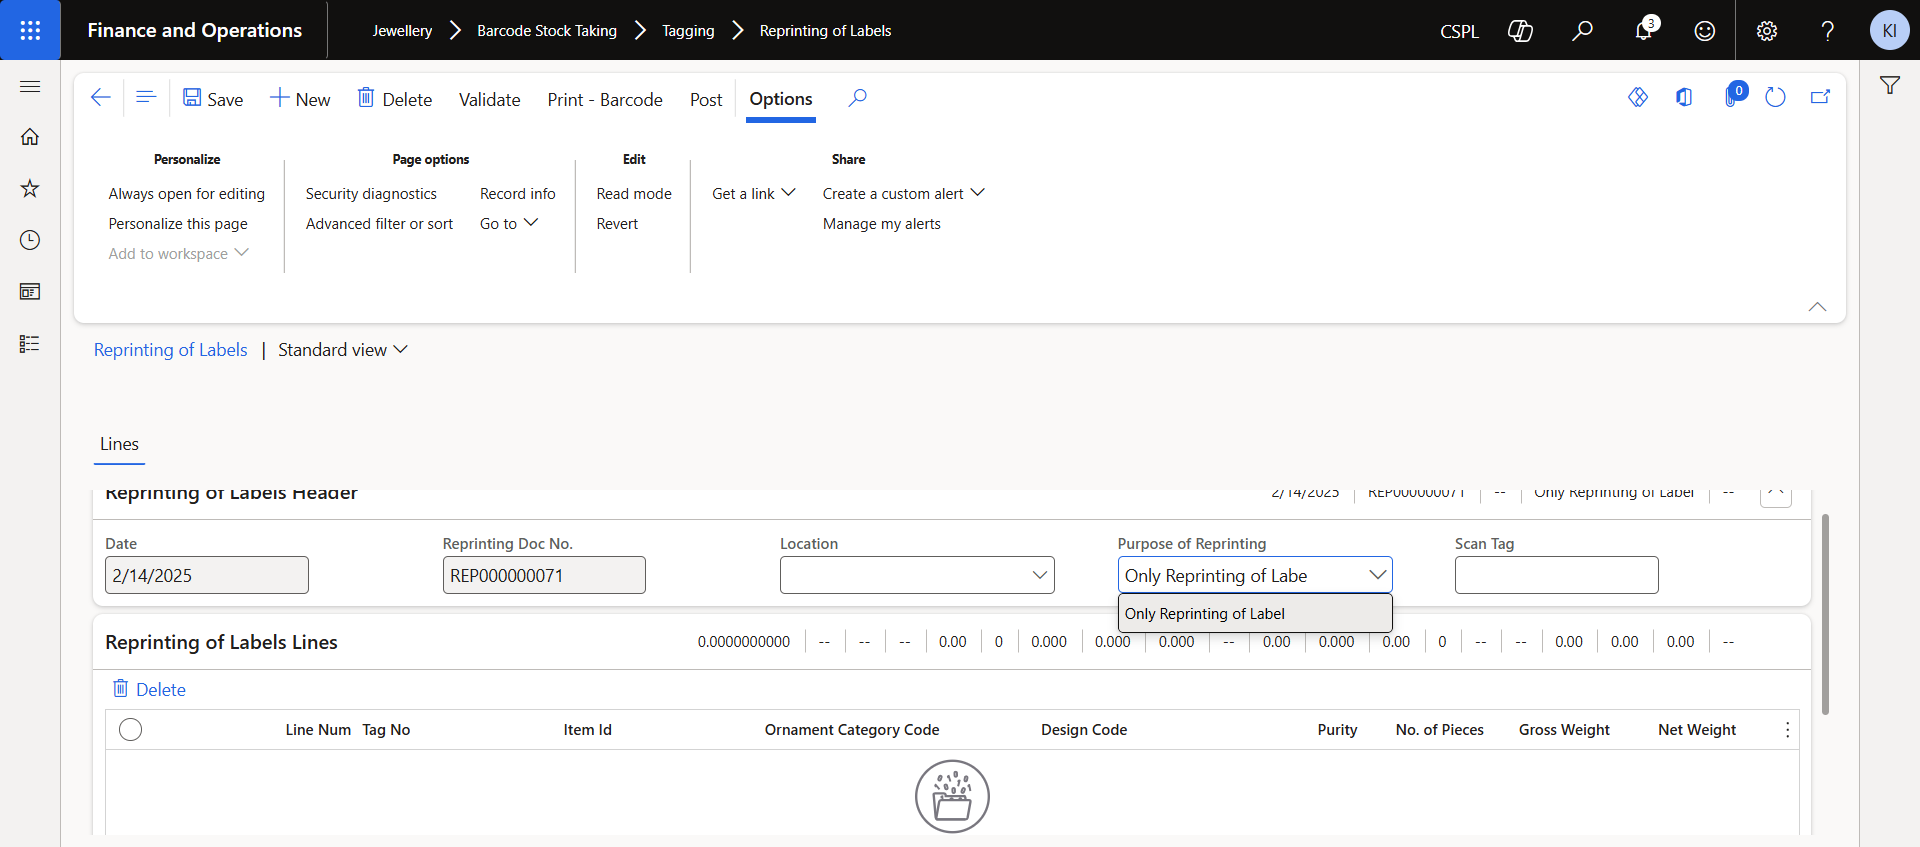 Finance and Operations
Jewellery
Barcode Stock Taking
Tagging
Reprinting of Labels
CSPL
3
?
KI
Save
New
Delete
Validate
Print - Barcode
Post
Options
0
Personalize
Always open for editing
Personalize this page
Add to workspace
Page options
Security diagnostics
Record info
Advanced filter or sort
Go to
Edit
Read mode
Revert
Share
Get a link
Create a custom alert
Manage my alerts
Reprinting of Labels | Standard view
Lines
Reprinting of Labels Header
2/14/2025 REP000000071 -- Only Reprinting of Label --
Date
2/14/2025
Reprinting Doc No.
REP000000071
Location
Purpose of Reprinting
Only Reprinting of Labe
Only Reprinting of Label
Scan Tag
Reprinting of Labels Lines
0.0000000000 -- -- -- 0.00 0 0.000 0.000 0.000 -- 0.00 0.000 0.00 0 -- -- 0.00 0.00 0.00 --
Delete
Line Num Tag No Item Id Ornament Category Code Design Code Purity No. of Pieces Gross Weight Net Weight